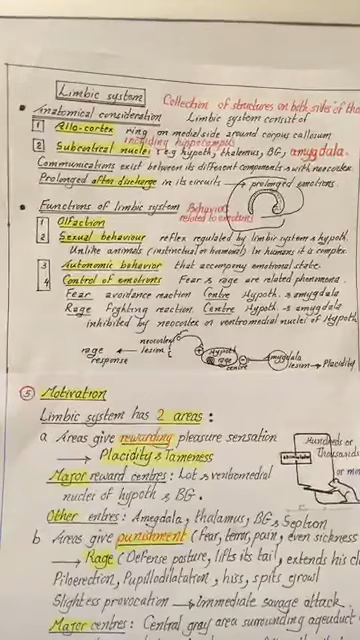 Limbic system
Collection of structures on both sides of tha
• Anatomical consideration Limbic system consist of
1 Allo-cortex ring on medial side around corpus callosum
including hippocampus
2 Subcortical nuclei e.g hypoth, thalamus, BG, amygdala.
Communications exist between its different components & with neocortex
Prolonged after discharge in its circuits → prolonged emotions.
• Functions of limbic system Behaviors
related to emotions
1 Olfaction
2 Sexual behaviour reflex regulated by limbic system & hypoth.
Unlike animals (instinctual or hormonal) In humans it is complex
3 Autonomic behavior that accompany emotional state.
4 Control of emotions Fear & rage are related phenomena.
Fear avoidance reaction Centre Hypoth. & amygdala
Rage Fighting reaction. Centre Hypoth. & amygdala
inhibited by neocortex or ventromedial nuclei of Hypoth
neocortex
rage ← lesion + Hypoth - Amygdala
response rage lesion → Placidity
centre
5 Motivation
Limbic system has 2 areas:
a Areas give rewarding pleasure sensation
→ Placidity & Tameness
Hundreds or
Thousands
Major reward centres: Lat & ventromedial
or mo
nuclei of hypoth & BG.
Other entres: Amegdala, thalamus, BG & Septum
b Areas give punishment (Fear, terror, pain, even sickness
→ Rage (Defense posture, lifts its tail, extends his cl
Piloerection, Pupillodilatation, hiss, spits growl
Slightess provocation → Immediate savage attack.
Major centres: Central gray area surrounding aqeuduct